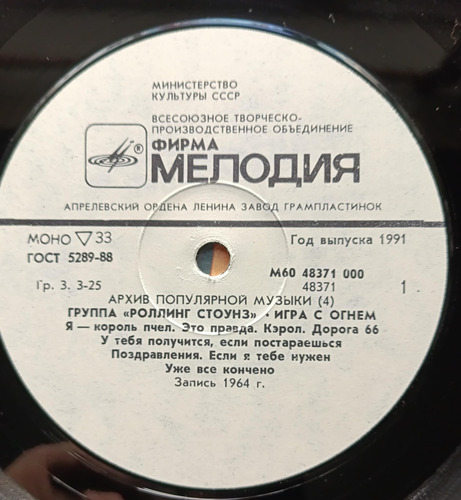 МИНИСТЕРСТВО
КУЛЬТУРЫ СССР
ВСЕСОЮЗНОЕ ТВОРЧЕСКО-
ПРОИЗВОДСТВЕННОЕ ОБЪЕДИНЕНИЕ
® ФИРМА
МЕЛОДИЯ
АПРЕЛЕВСКИЙ ОРДЕНА ЛЕНИНА ЗАВОД ГРАМПЛАСТИНОК
МОНО ▽ 33
Год выпуска 1991
ГОСТ 5289-88
М60 48371 000
Гр. 3. 3-25
48371
1
АРХИВ ПОПУЛЯРНОЙ МУЗЫКИ (4)
ГРУППА «РОЛЛИНГ СТОУНЗ» · ИГРА С ОГНЕМ
Я — король пчел. Это правда. Кэрол. Дорога 66
У тебя получится, если постараешься
Поздравления. Если я тебе нужен
Уже все кончено
Запись 1964 г.